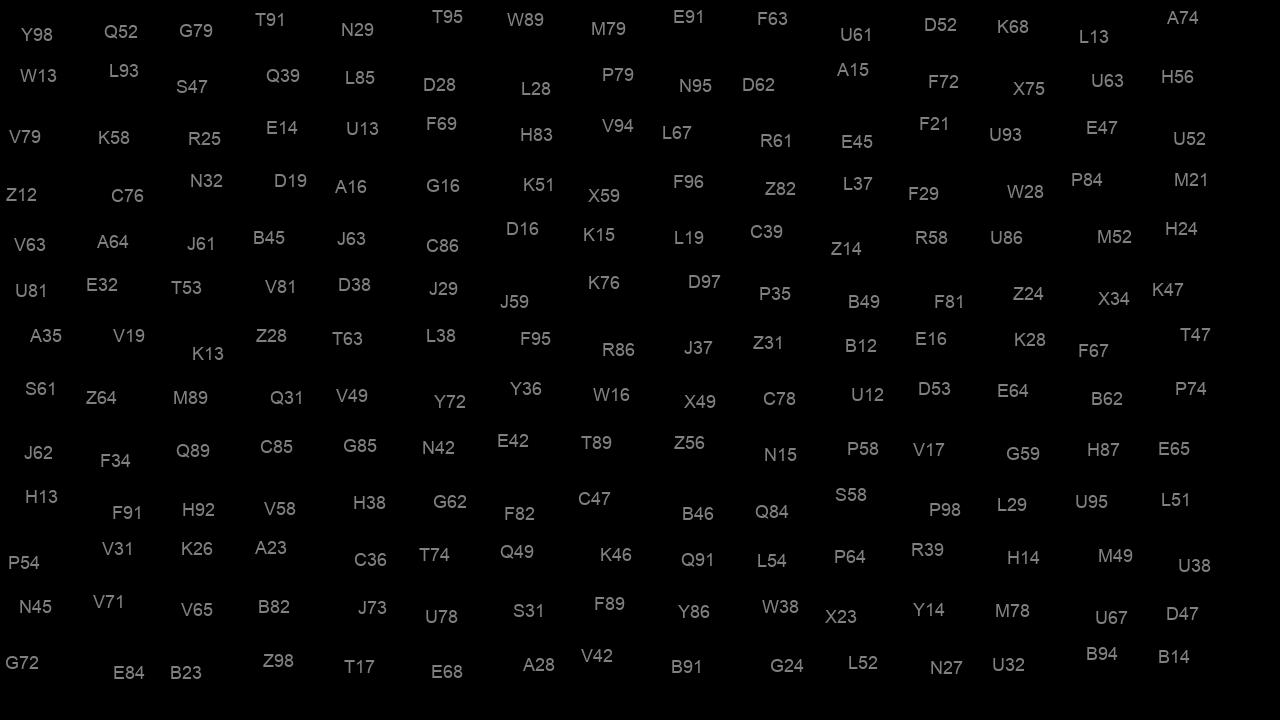 Y98 Q52 G79 T91 N29 T95 W89 M79 E91 F63 U61 D52 K68 L13 A74
W13 L93 S47 Q39 L85 D28 L28 P79 N95 D62 A15 F72 X75 U63 H56
V79 K58 R25 E14 U13 F69 H83 V94 L67 R61 E45 F21 U93 E47 U52
Z12 C76 N32 D19 A16 G16 K51 X59 F96 Z82 L37 F29 W28 P84 M21
V63 A64 J61 B45 J63 C86 D16 K15 L19 C39 Z14 R58 U86 M52 H24
U81 E32 T53 V81 D38 J29 J59 K76 D97 P35 B49 F81 Z24 X34 K47
A35 V19 K13 Z28 T63 L38 F95 R86 J37 Z31 B12 E16 K28 F67 T47
S61 Z64 M89 Q31 V49 Y72 Y36 W16 X49 C78 U12 D53 E64 B62 P74
J62 F34 Q89 C85 G85 N42 E42 T89 Z56 N15 P58 V17 G59 H87 E65
H13 F91 H92 V58 H38 G62 F82 C47 B46 Q84 S58 P98 L29 U95 L51
P54 V31 K26 A23 C36 T74 Q49 K46 Q91 L54 P64 R39 H14 M49 U38
N45 V71 V65 B82 J73 U78 S31 F89 Y86 W38 X23 Y14 M78 U67 D47
G72 E84 B23 Z98 T17 E68 A28 V42 B91 G24 L52 N27 U32 B94 B14